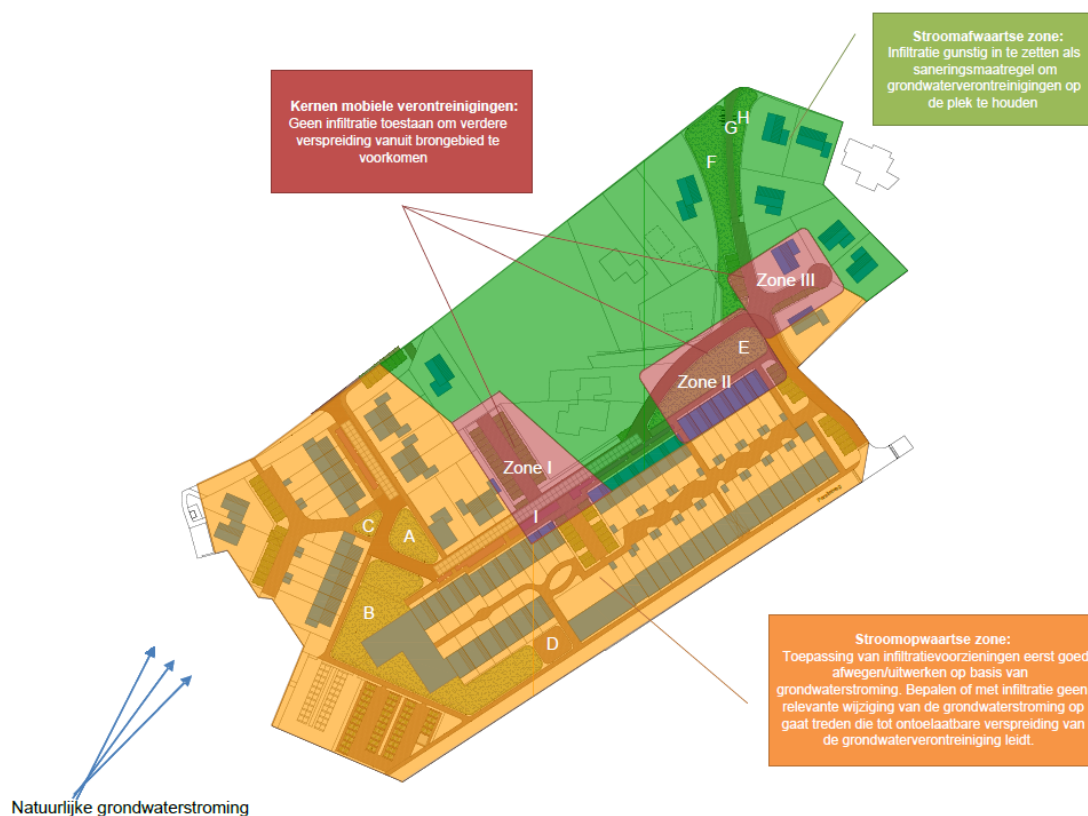 Stroomafwaartse zone:
Infiltratie gunstig in te zetten als
saneringsmaatregel om
grondwaterverontreinigingen op
de plek te houden
Kernen mobiele verontreinigingen:
Geen infiltratie toestaan om verdere
verspreiding vanuit brongebied te
voorkomen
H
G
F
Zone III
E
Zone II
Zone I
I
C
A
B
D
Stroomopwaartse zone:
Toepassing van infiltratievoorzieningen eerst goed
afwegen/uitwerken op basis van
grondwaterstroming. Bepalen of met infiltratie geen
relevante wijziging van de grondwaterstroming op
gaat treden die tot ontoelaatbare verspreiding van
de grondwaterverontreiniging leidt.
Natuurlijke grondwaterstroming